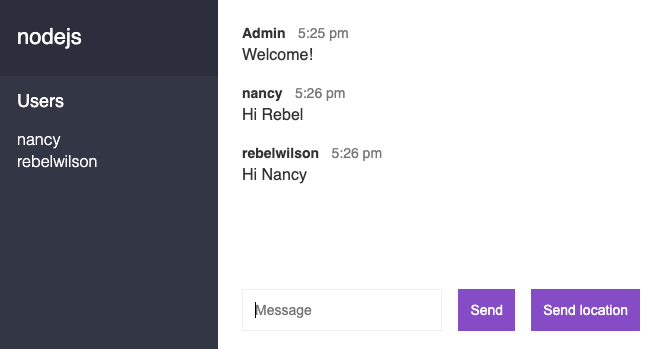 nodejs
Users
nancy
rebelwilson
Admin 5:25 pm
Welcome!
nancy 5:26 pm
Hi Rebel
rebelwilson 5:26 pm
Hi Nancy
Message
Send
Send location